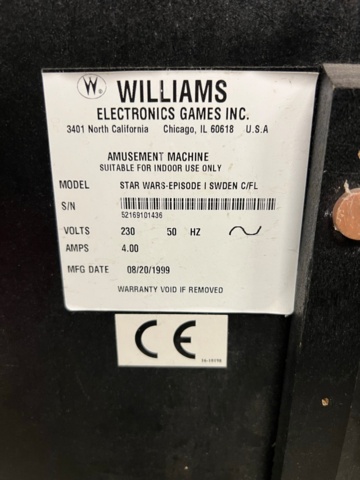 W ®
WILLIAMS
ELECTRONICS GAMES INC.
3401 North California Chicago, IL 60618 U.S.A
AMUSEMENT MACHINE
SUITABLE FOR INDOOR USE ONLY
MODEL STAR WARS-EPISODE I SWDEN C/FL
S/N
52169101436
VOLTS 230 50 HZ ~
AMPS 4.00
MFG DATE 08/20/1999
WARRANTY VOID IF REMOVED
CE